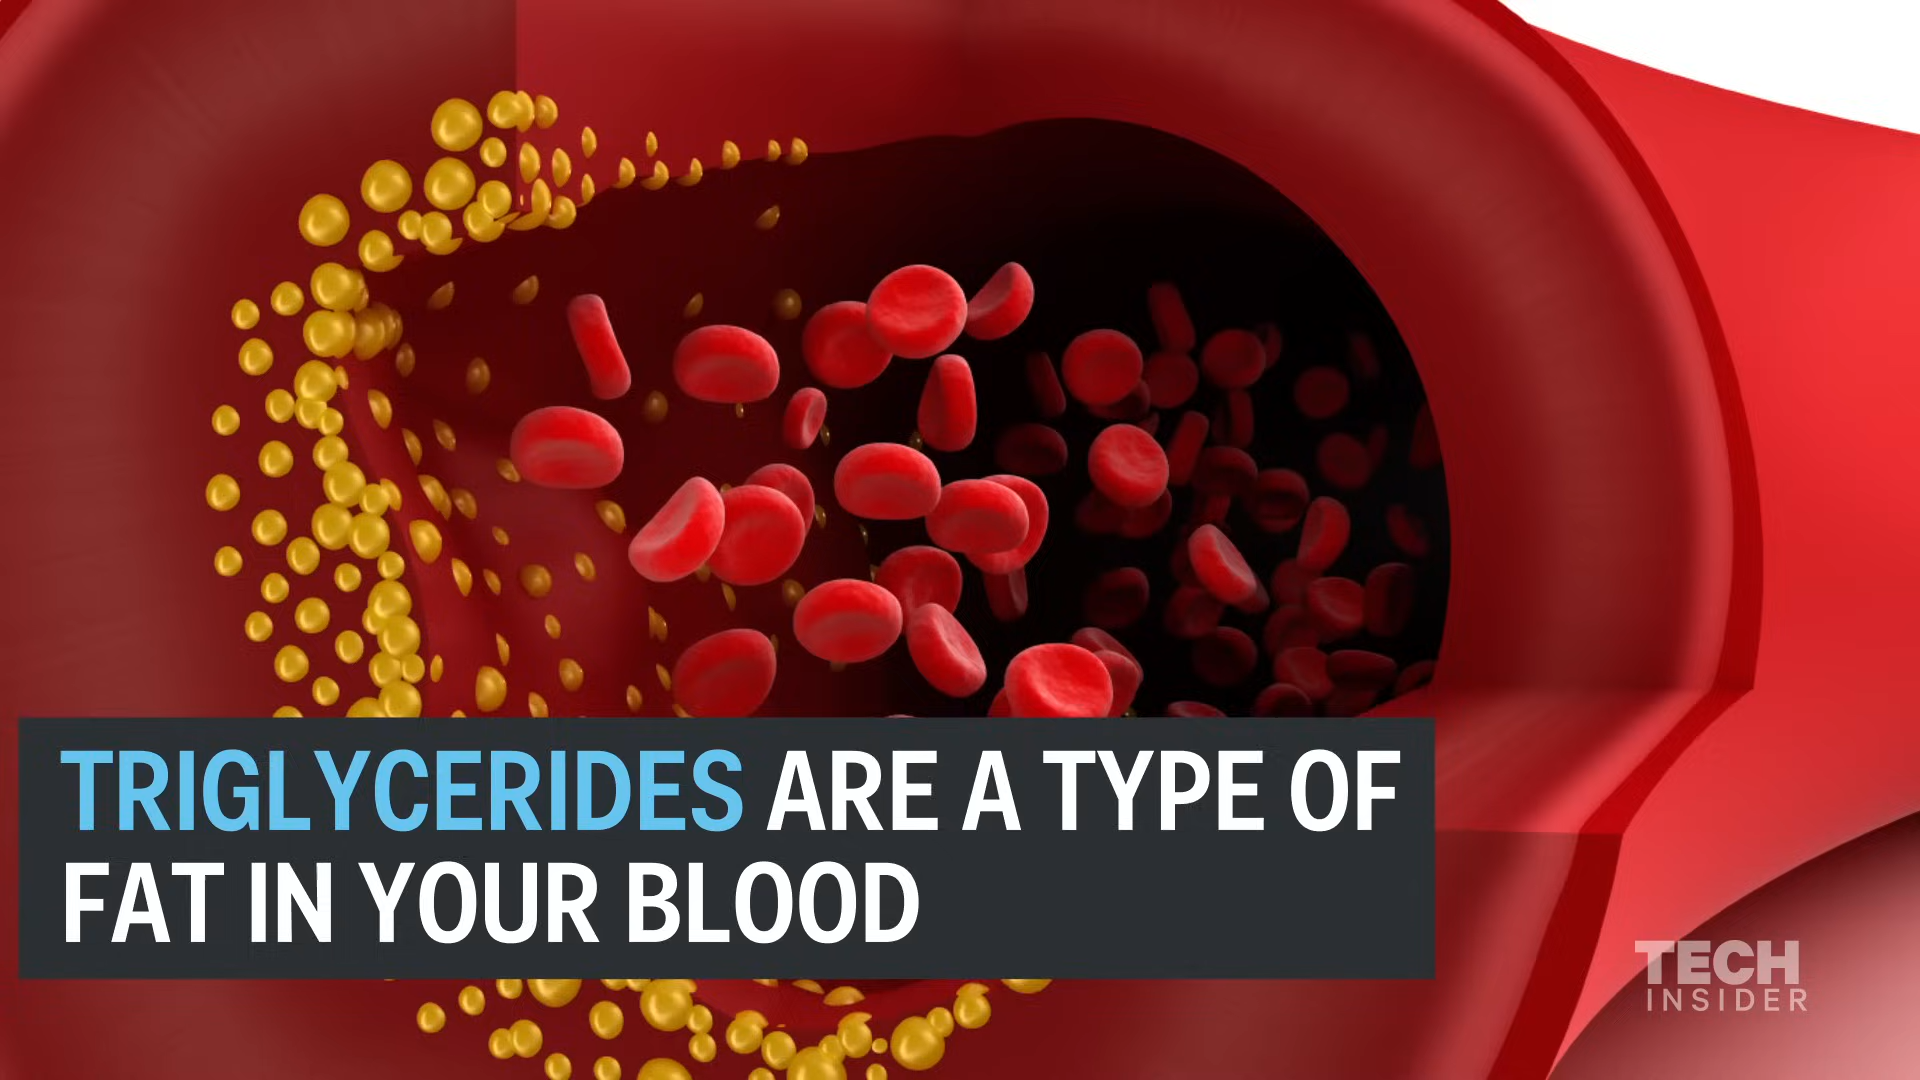 TRIGLYCERIDES ARE A TYPE OF
FAT IN YOUR BLOOD
TECH
INSIDER